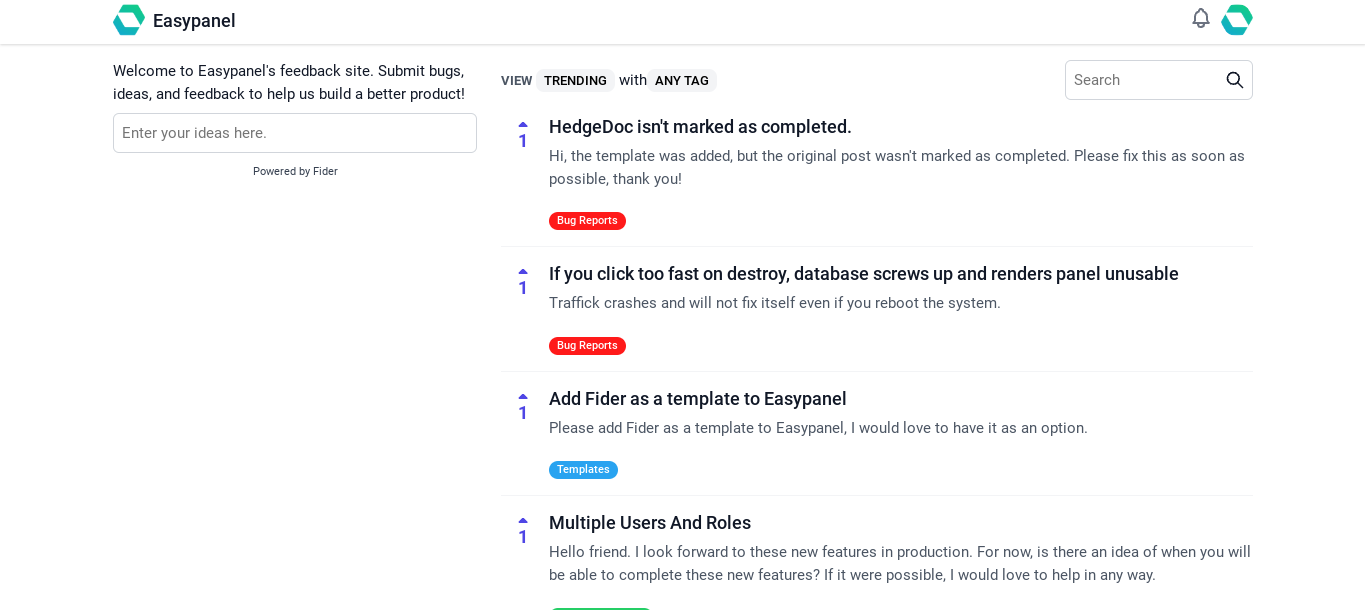 Easypanel
Welcome to Easypanel's feedback site. Submit bugs,
ideas, and feedback to help us build a better product!
Enter your ideas here.
Powered by Fider
VIEW TRENDING with ANY TAG
Search
1
HedgeDoc isn't marked as completed.
Hi, the template was added, but the original post wasn't marked as completed. Please fix this as soon as
possible, thank you!
Bug Reports
1
If you click too fast on destroy, database screws up and renders panel unusable
Traffick crashes and will not fix itself even if you reboot the system.
Bug Reports
1
Add Fider as a template to Easypanel
Please add Fider as a template to Easypanel, I would love to have it as an option.
Templates
1
Multiple Users And Roles
Hello friend. I look forward to these new features in production. For now, is there an idea of when you will
be able to complete these new features? If it were possible, I would love to help in any way.